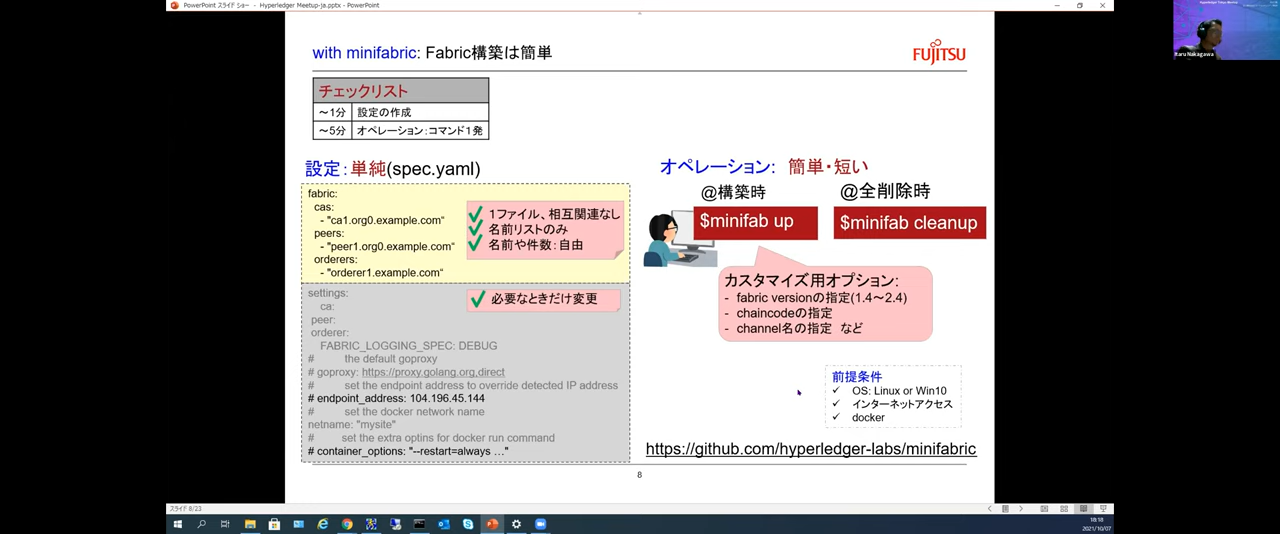 PowerPoint スライド ショー - Hyperledger Meetup-ja.pptx - PowerPoint
Itaru Nakagawa
with minifabric: Fabric構築は簡単
FUJITSU
チェックリスト
～1分 設定の作成
～5分 オペレーション：コマンド1発
設定：単純(spec.yaml)
fabric:
cas:
- "ca1.org0.example.com“
peers:
- "peer1.org0.example.com“
orderers:
- "orderer1.example.com“
✓ 1ファイル、相互関連なし
✓ 名前リストのみ
✓ 名前や件数：自由
settings:
ca:
peer:
orderer:
FABRIC_LOGGING_SPEC: DEBUG
# the default goproxy
# goproxy: https://proxy.golang.org,direct
# set the endpoint address to override detected IP address
# endpoint_address: 104.196.45.144
# set the docker network name
netname: "mysite"
# set the extra optins for docker run command
# container_options: "--restart=always …"
✓ 必要なときだけ変更
オペレーション： 簡単・短い
@構築時
$minifab up
@全削除時
$minifab cleanup
カスタマイズ用オプション:
- fabric versionの指定(1.4～2.4)
- chaincodeの指定
- channel名の指定 など
前提条件
✓ OS: Linux or Win10
✓ インターネットアクセス
✓ docker
https://github.com/hyperledger-labs/minifabric
8
スライド 8/23
18:18
2021/10/07